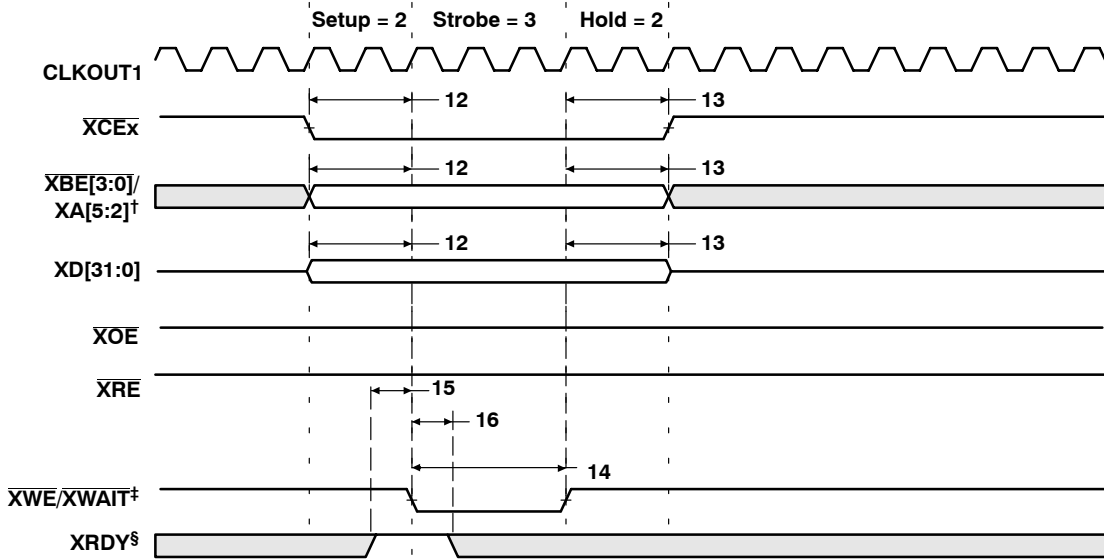 Setup = 2 Strobe = 3 Hold = 2
CLKOUT1
12 13
XCEx
12 13
XBE[3:0]/
XA[5:2]†
12 13
XD[31:0]
XOE
XRE
15
16
14
XWE/XWAIT‡
XRDY§